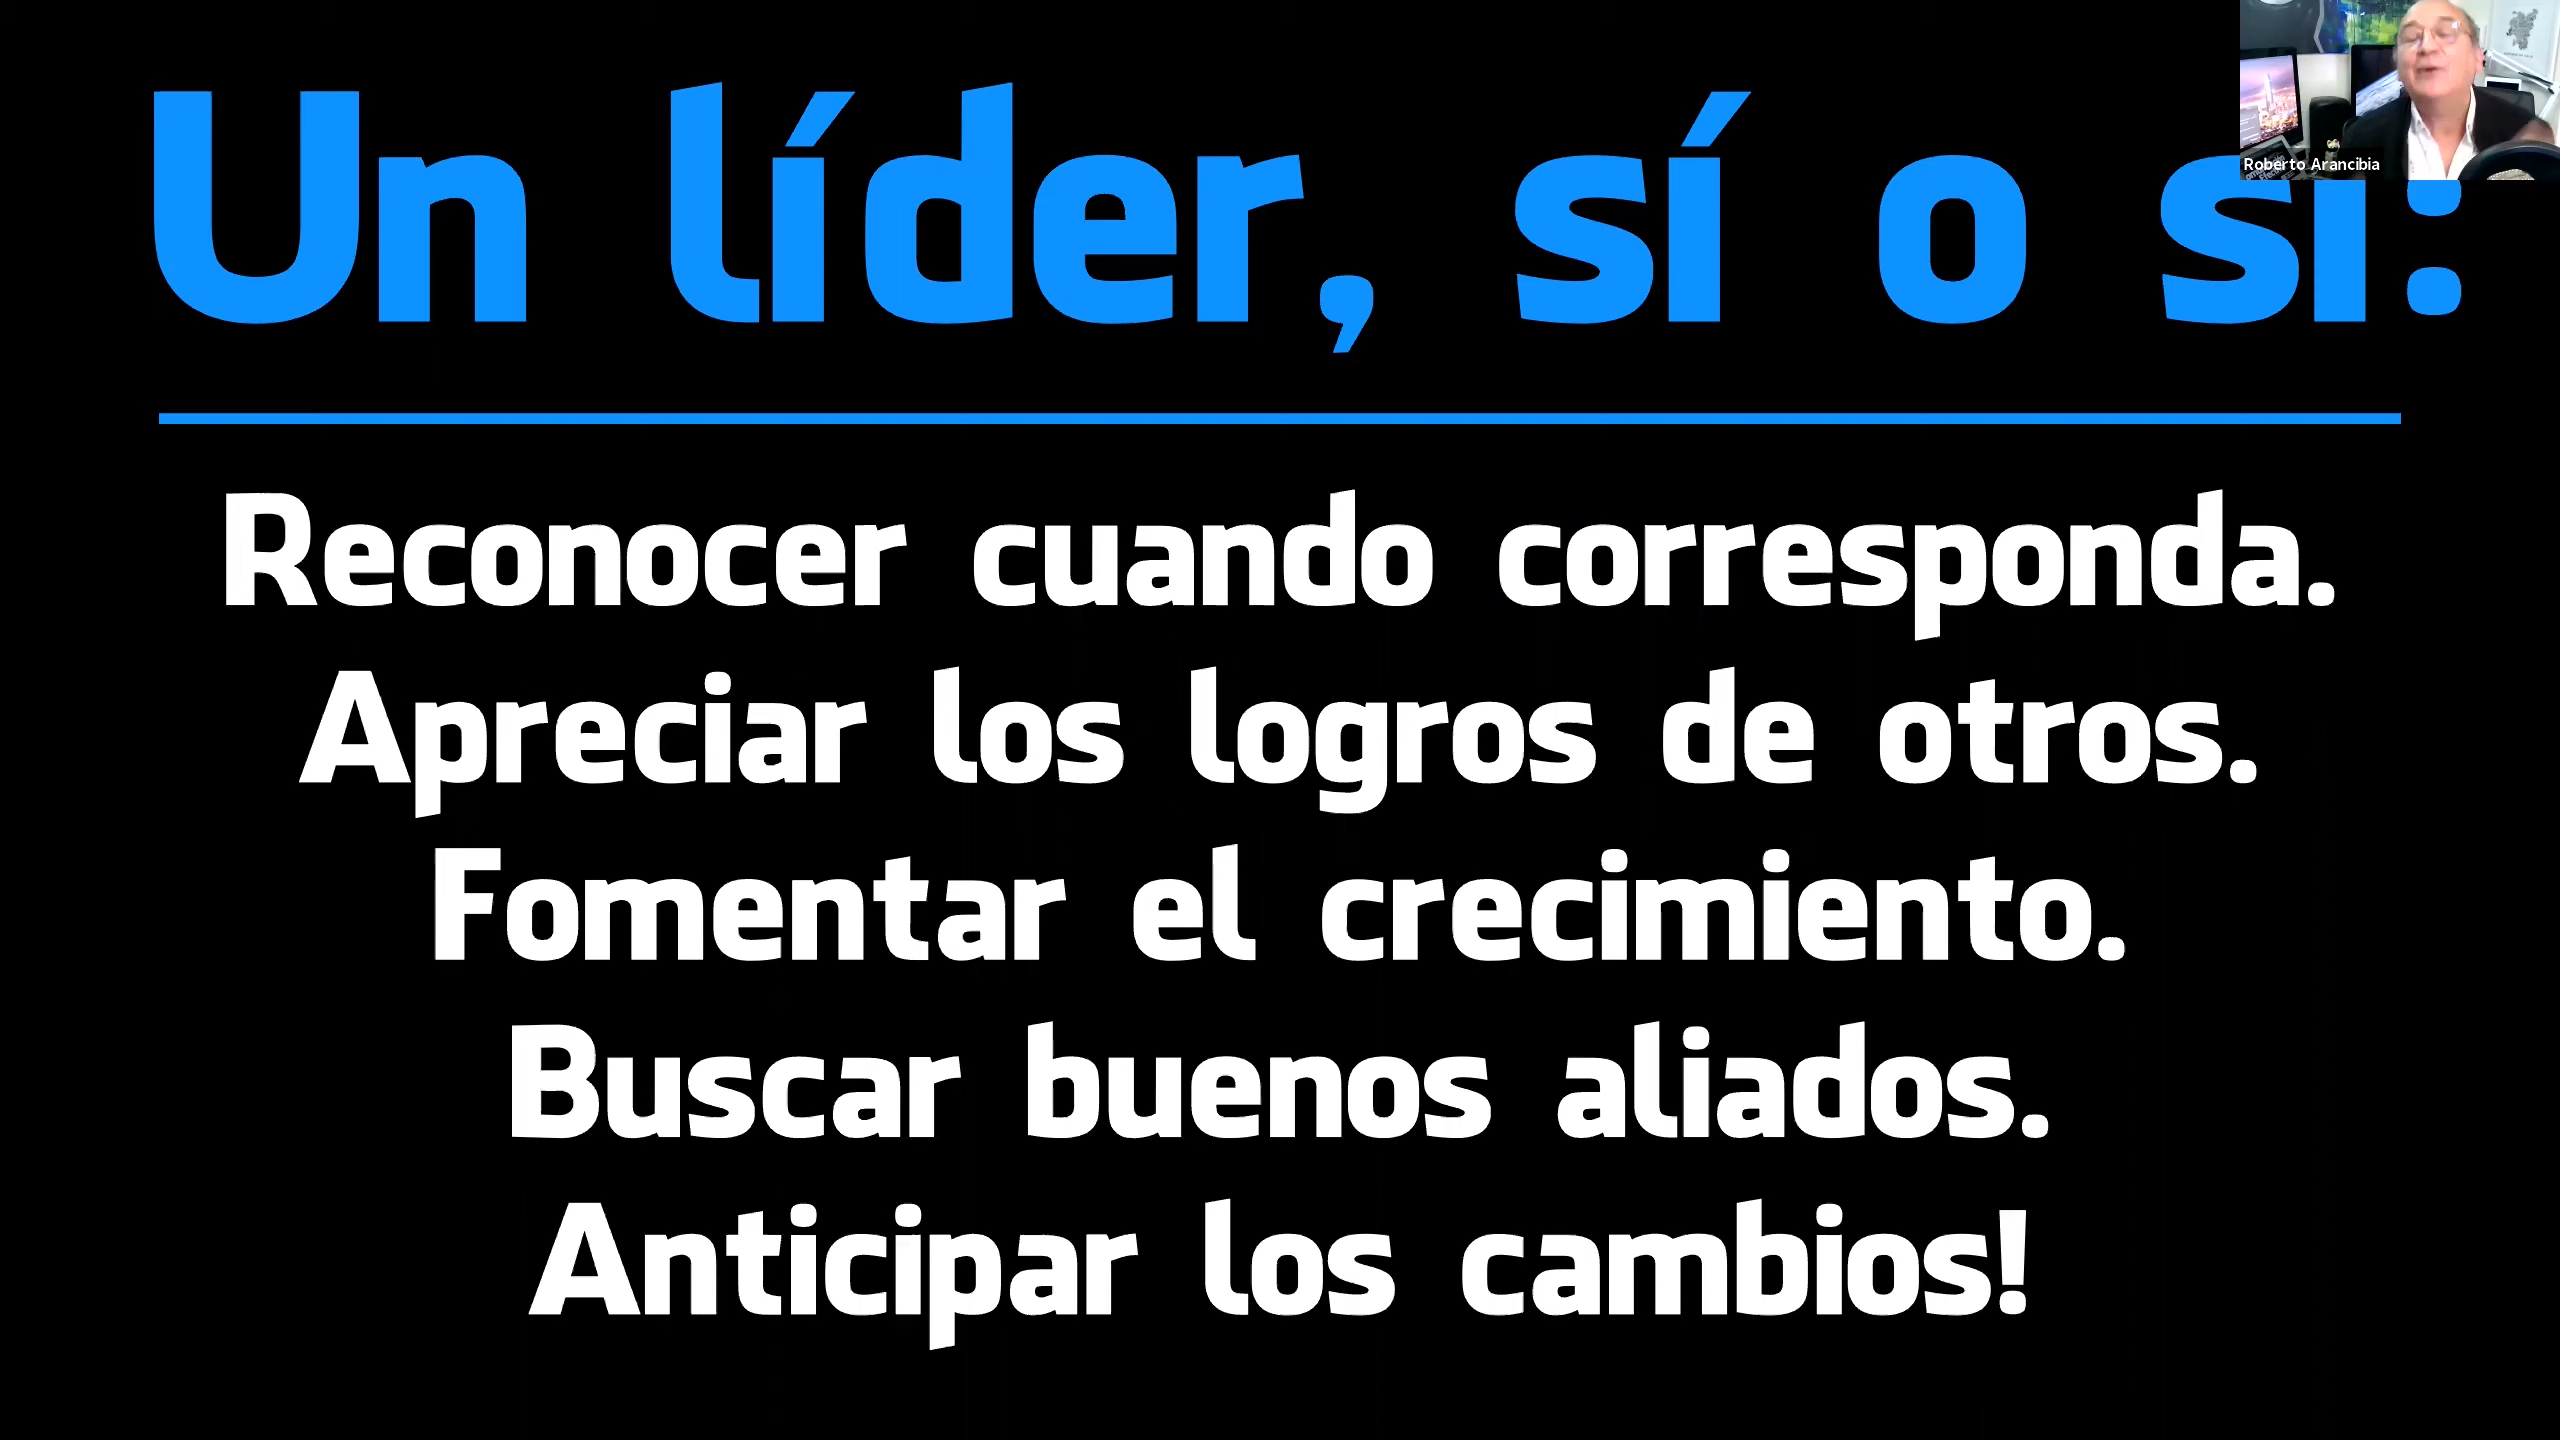 Un líder, sí o sí:
Roberto Arancibia
Reconocer cuando corresponda.
Apreciar los logros de otros.
Fomentar el crecimiento.
Buscar buenos aliados.
Anticipar los cambios!